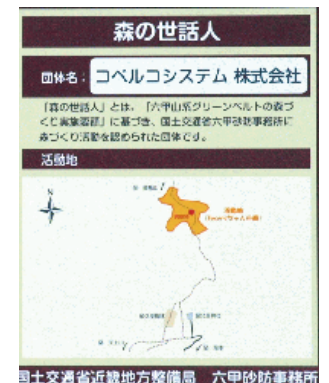 森の世話人
団体名: コベルコシステム 株式会社
「森の世話人」とは、「六甲山系グリーンベルトの森づ
くり実施要領」に基づき、国土交通省六甲砂防事務所に
森づくり活動を認められた団体です。
活動地
国土交通省近畿地方整備局 六甲砂防事務所